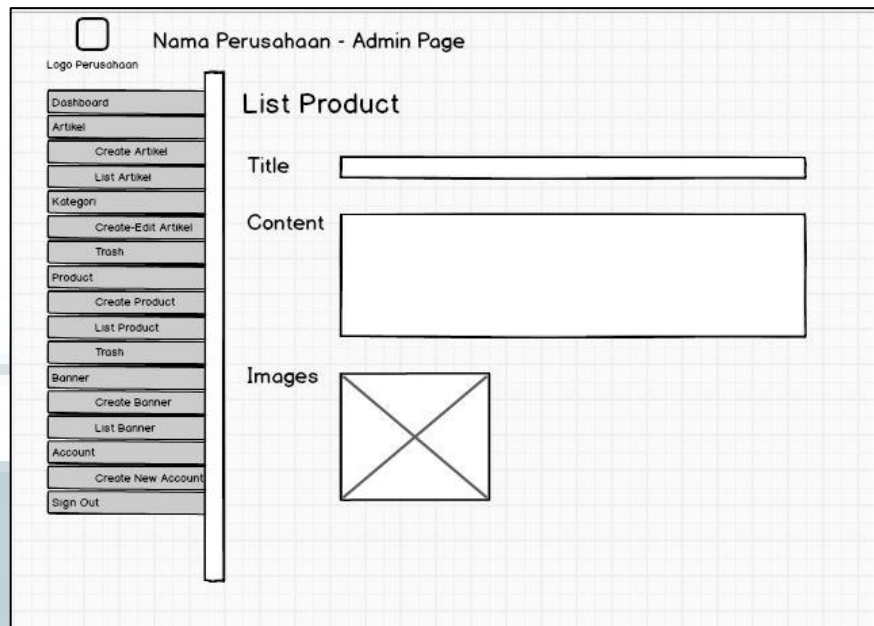 Nama Perusahaan - Admin Page
Logo Perusahaan
Dashboard
Artikel
Create Artikel
List Artikel
Kategori
Create-Edit Artikel
Trash
Product
Create Product
List Product
Trash
Banner
Create Banner
List Banner
Account
Create New Account
Sign Out
List Product
Title
Content
Images